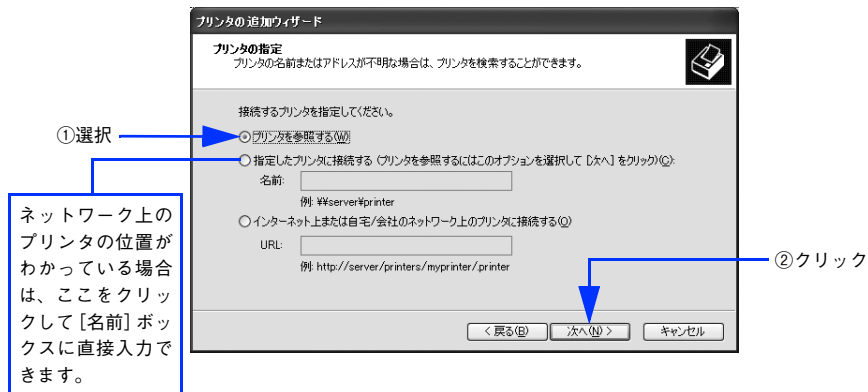 プリンタの追加ウィザード
プリンタの指定
プリンタの名前またはアドレスが不明な場合は、プリンタを検索することができます。
接続するプリンタを指定してください。
①選択
プリンタを参照する(W)
指定したプリンタに接続する (プリンタを参照するにはこのオプションを選択して [次へ] をクリック)(C):
名前:
例: ¥¥server¥printer
インターネット上または自宅/会社のネットワーク上のプリンタに接続する(O)
URL:
例: http://server/printers/myprinter/.printer
ネットワーク上の
プリンタの位置が
わかっている場合
は、ここをクリッ
クして[名前]ボッ
クスに直接入力で
きます。
②クリック
< 戻る(B)
次へ(N) >
キャンセル